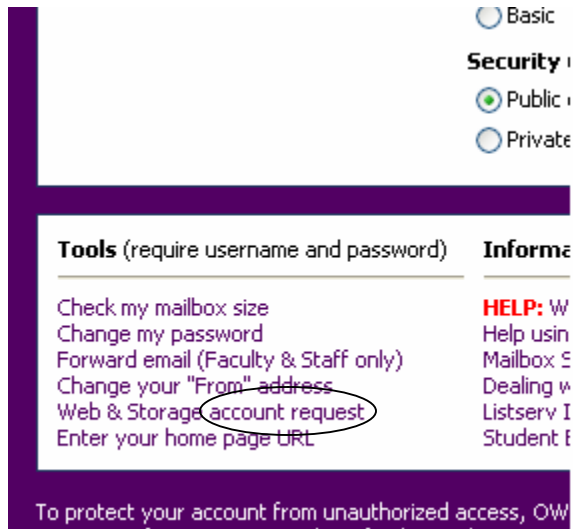 Basic
Security
Public
Private
Tools (require username and password)
Check my mailbox size
Change my password
Forward email (Faculty & Staff only)
Change your "From" address
Web & Storage account request
Enter your home page URL
Informa
HELP: W
Help usin
Mailbox S
Dealing w
Listserv I
Student E
To protect your account from unauthorized access, OW